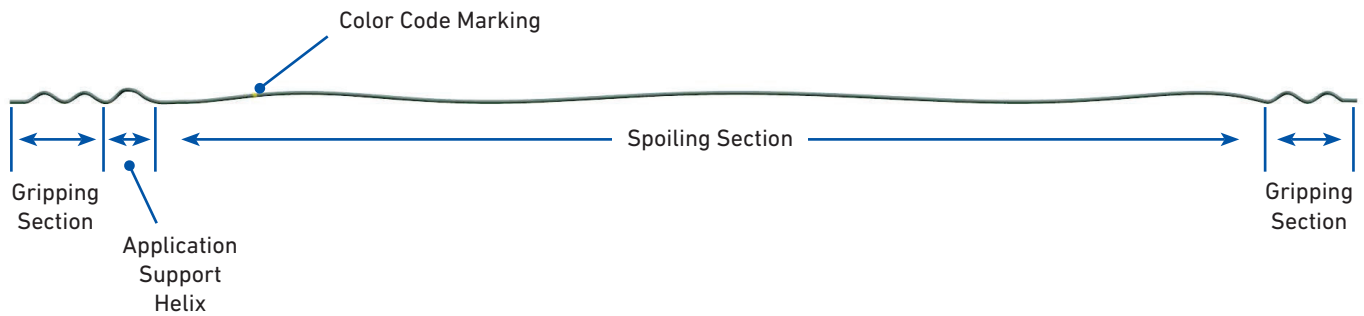 Color Code Marking
Spoiling Section
Gripping
Section
Application
Support
Helix
Gripping
Section